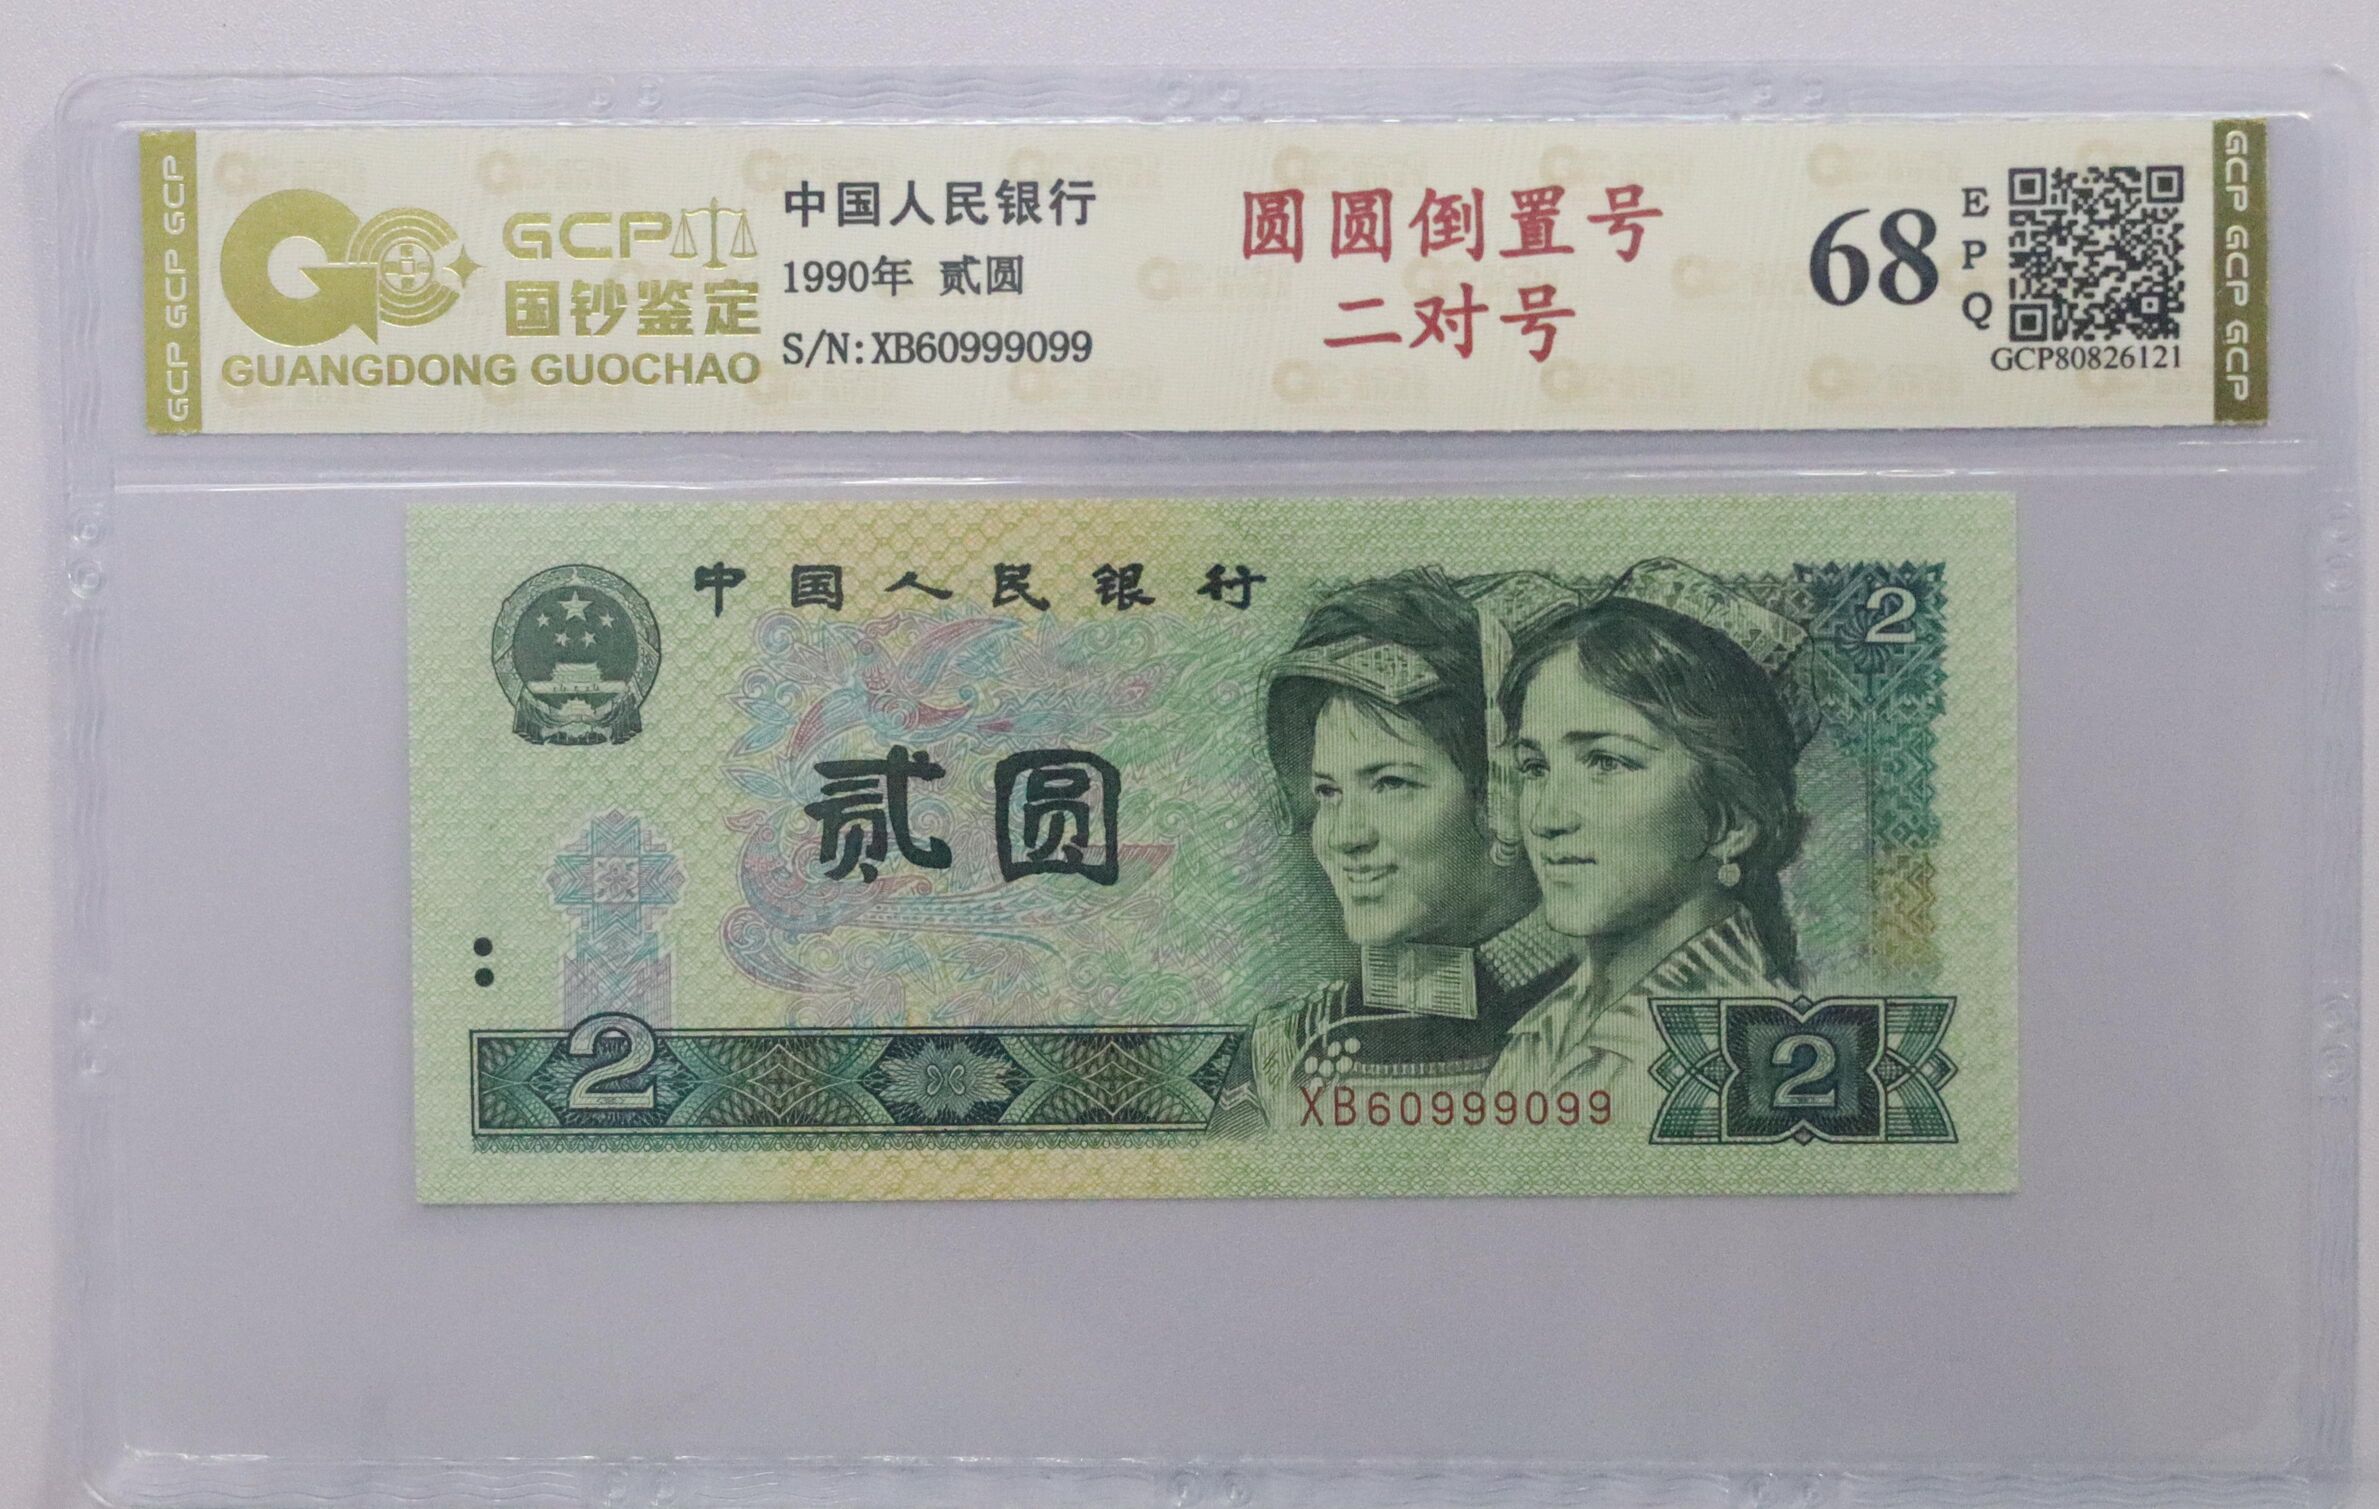 GCP GCP GCP
GCP
国钞鉴定
GUANGDONG GUOCHAO
中国人民银行
1990年 贰圆
S/N:XB60999099
圆圆倒置号
二对号
68
EPQ
GCP80826121
GCP GCP GCP
中国人民银行
2
贰圆
2
XB60999099
2